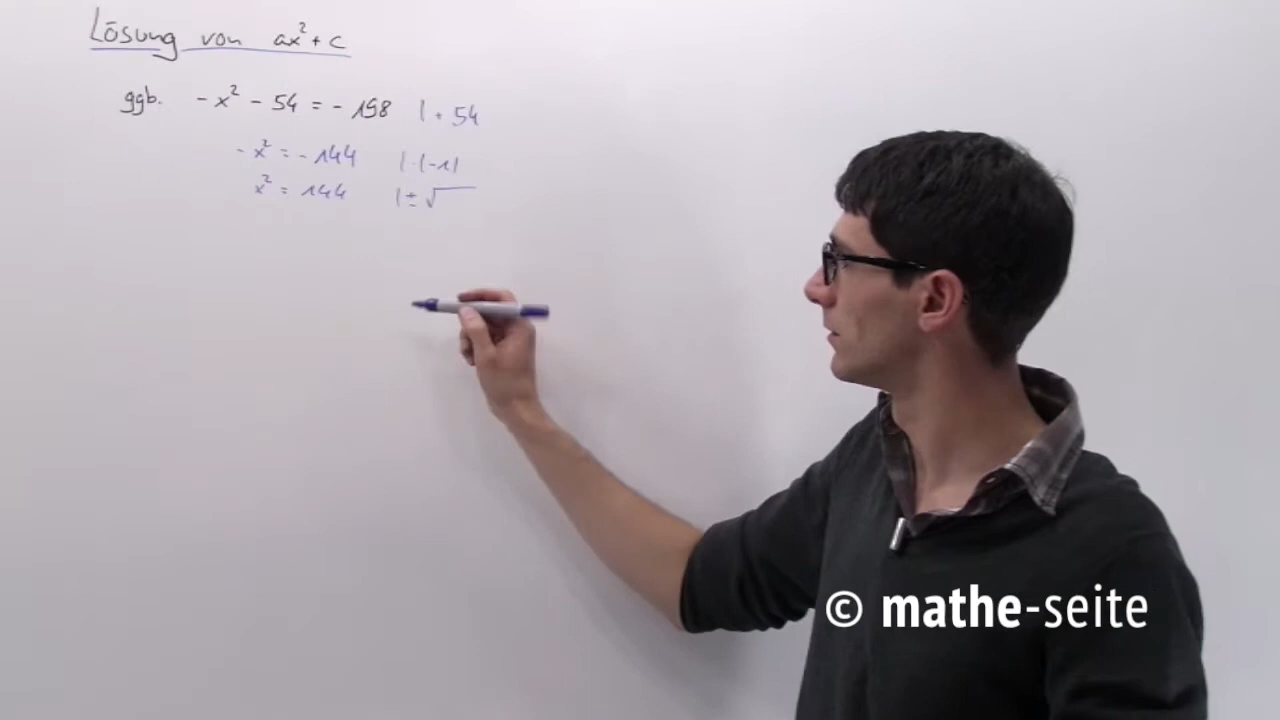 Lösung von ax² + c
ggb. - x² - 54 = - 198 | + 54
- x² = - 144 | · (-1)
x² = 144 | ± √
© mathe-seite